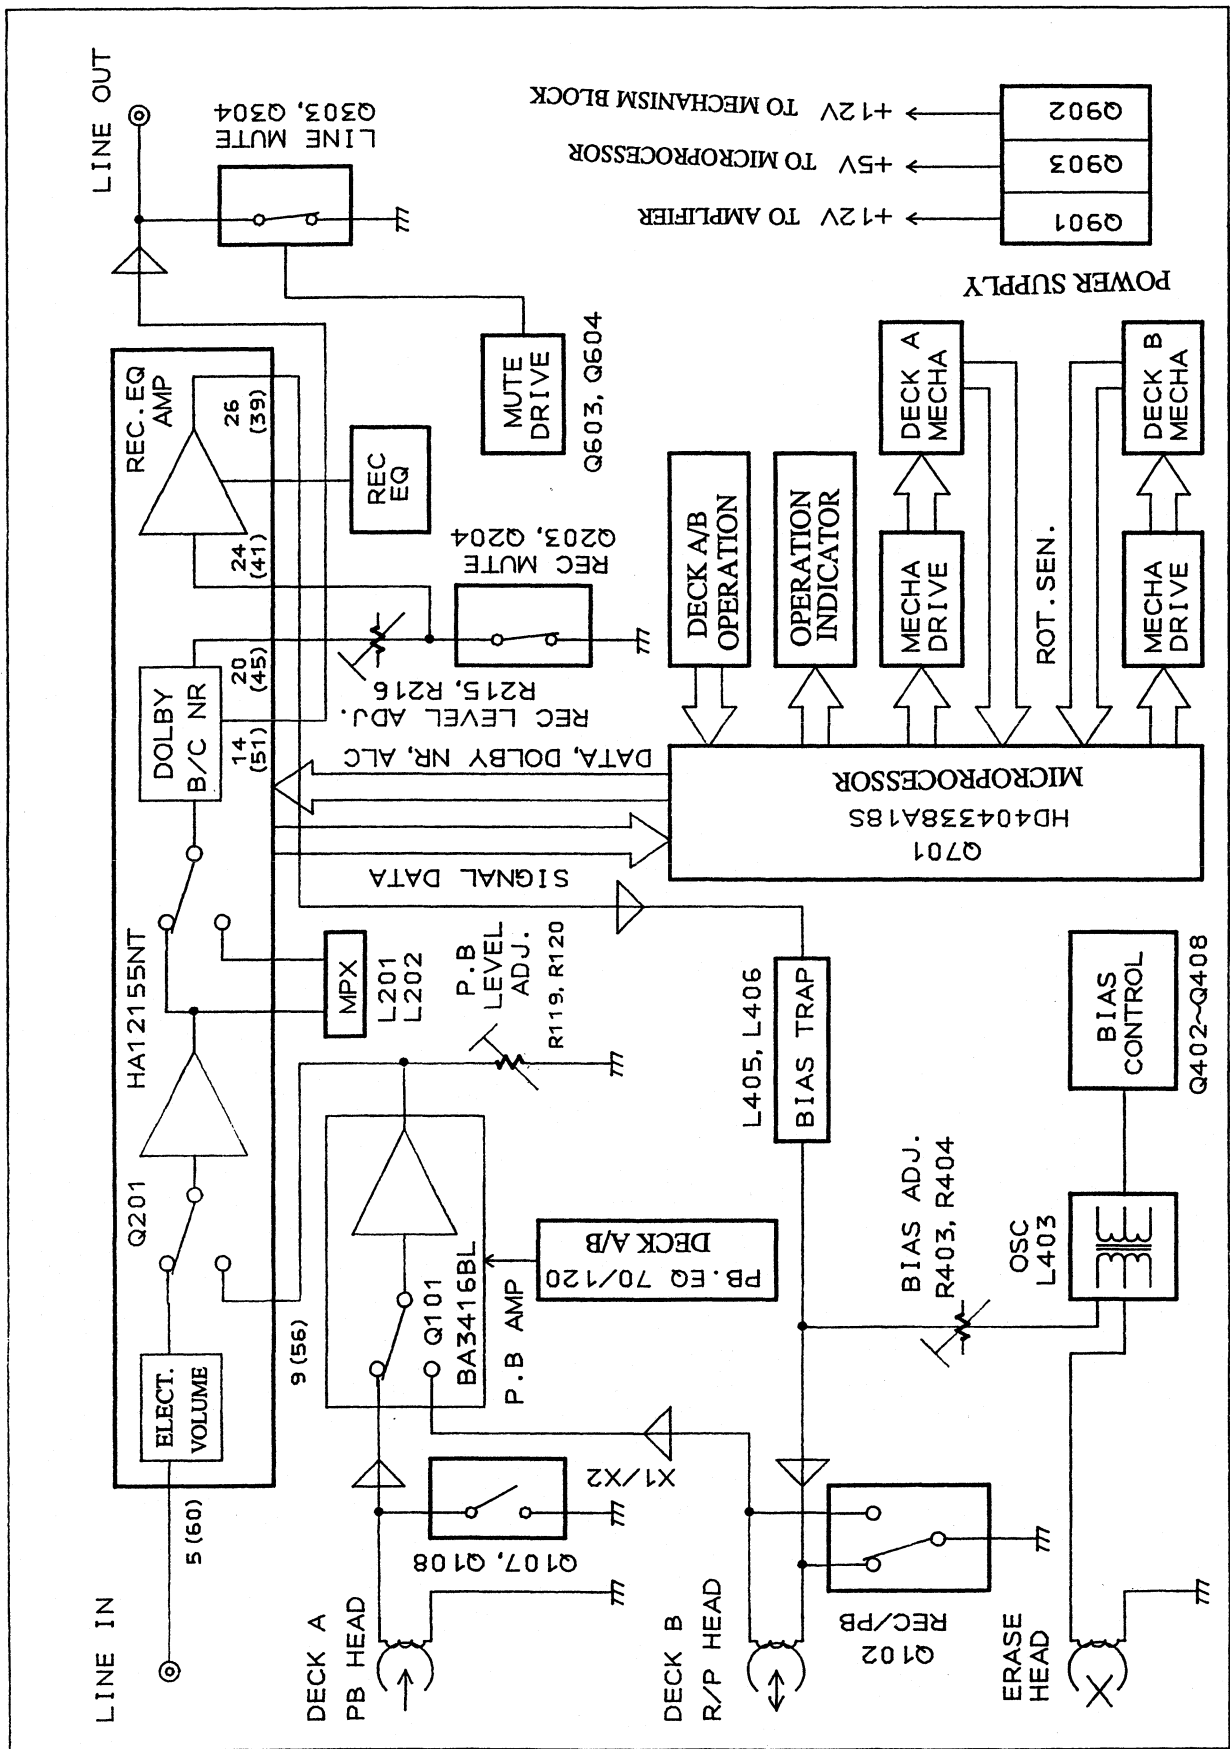 LINE IN
5 (60)
ELECT.
VOLUME
Q201
HA12155NT
DOLBY
B/C NR
14
(51)
20
(45)
24
(41)
REC.EQ
AMP
26
(39)
LINE OUT
LINE MUTE
Q303, Q304
MUTE
DRIVE
Q603, Q604
REC
EQ
REC MUTE
Q203, Q204
REC LEVEL ADJ.
R215, R216
MPX
L201
L202
9 (56)
P.B
LEVEL
ADJ.
R119, R120
DECK A
PB HEAD
Q107, Q108
X1/X2
Q101
BA3416BL
P.B AMP
PB.EQ 70/120
DECK A/B
DECK B
R/P HEAD
Q102
REC/PB
L405, L406
BIAS TRAP
BIAS ADJ.
R403, R404
ERASE
HEAD
OSC
L403
BIAS
CONTROL
Q402~Q408
SIGNAL DATA
DATA, DOLBY NR, ALC
Q701
HD404338A18S
MICROPROCESSOR
DECK A/B
OPERATION
OPERATION
INDICATOR
MECHA
DRIVE
DECK A
MECHA
ROT.SEN.
MECHA
DRIVE
DECK B
MECHA
POWER SUPPLY
Q901
Q903
Q902
+12V TO AMPLIFIER
+5V TO MICROPROCESSOR
+12V TO MECHANISM BLOCK